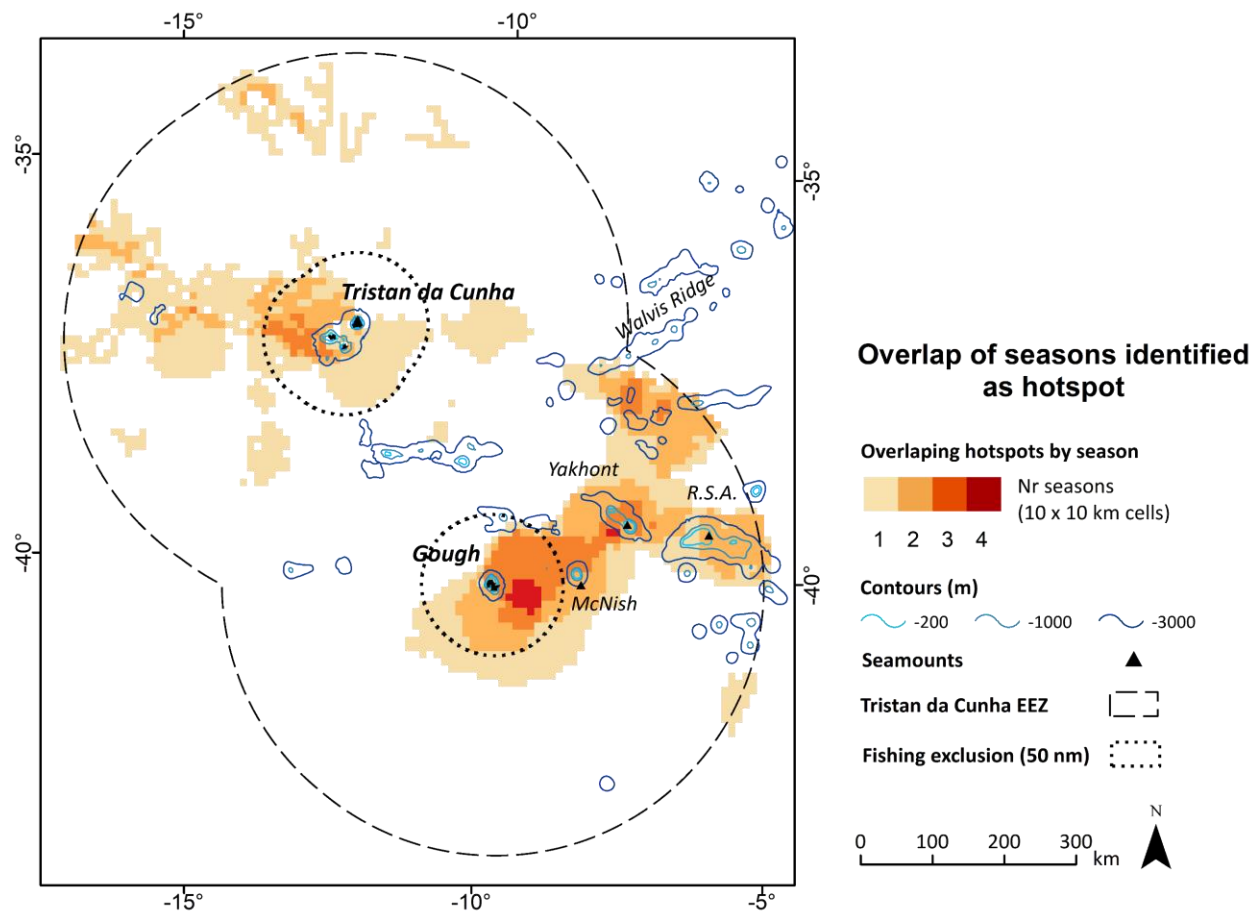 -15°
-10°
-35°
-35°
Tristan da Cunha
Walvis Ridge
Yakhont
R.S.A.
Gough
McNish
-40°
-40°
-15°
-10°
-5°
Overlap of seasons identified
as hotspot
Overlaping hotspots by season
Nr seasons
(10 x 10 km cells)
1 2 3 4
Contours (m)
-200 -1000 -3000
Seamounts
Tristan da Cunha EEZ
Fishing exclusion (50 nm)
N
0 100 200 300
km